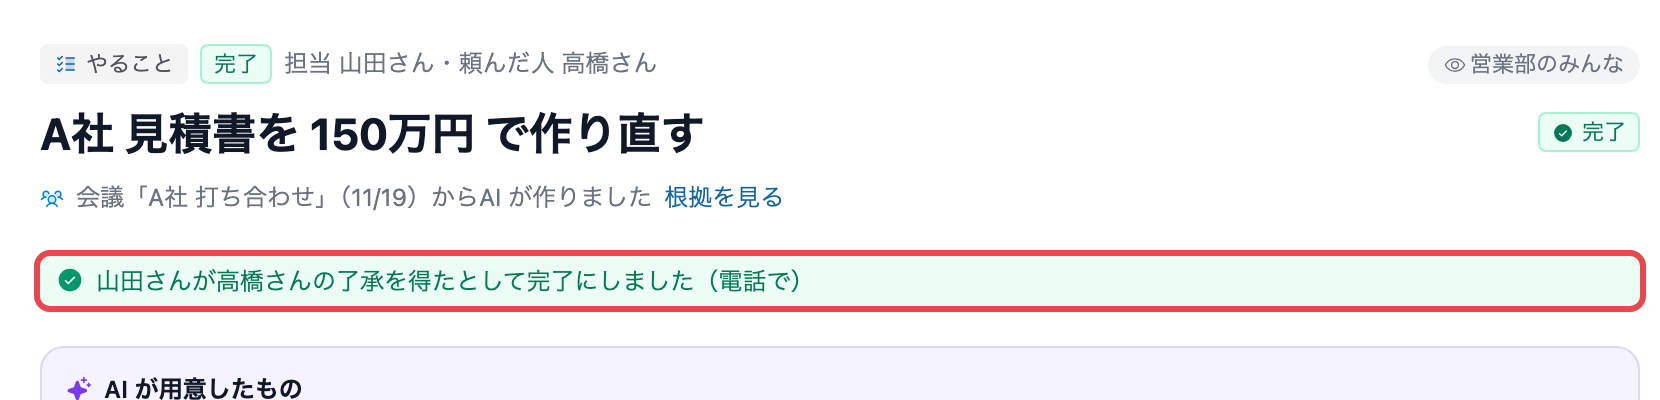 やること 完了 担当 山田さん・頼んだ人 高橋さん 営業部のみんな
A社 見積書を 150万円 で作り直す 完了
会議「A社 打ち合わせ」（11/19）からAI が作りました 根拠を見る
山田さんが高橋さんの了承を得たとして完了にしました（電話で）
AI が用意したもの